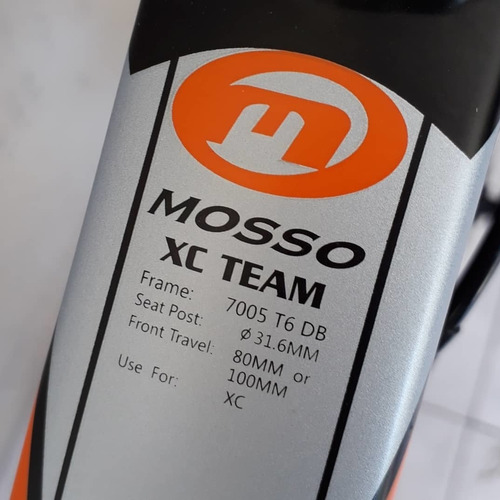 m
MOSSO
XC TEAM
Frame: 7005 T6 DB
Seat Post: Ø31.6MM
Front Travel: 80MM or
100MM
Use For: XC